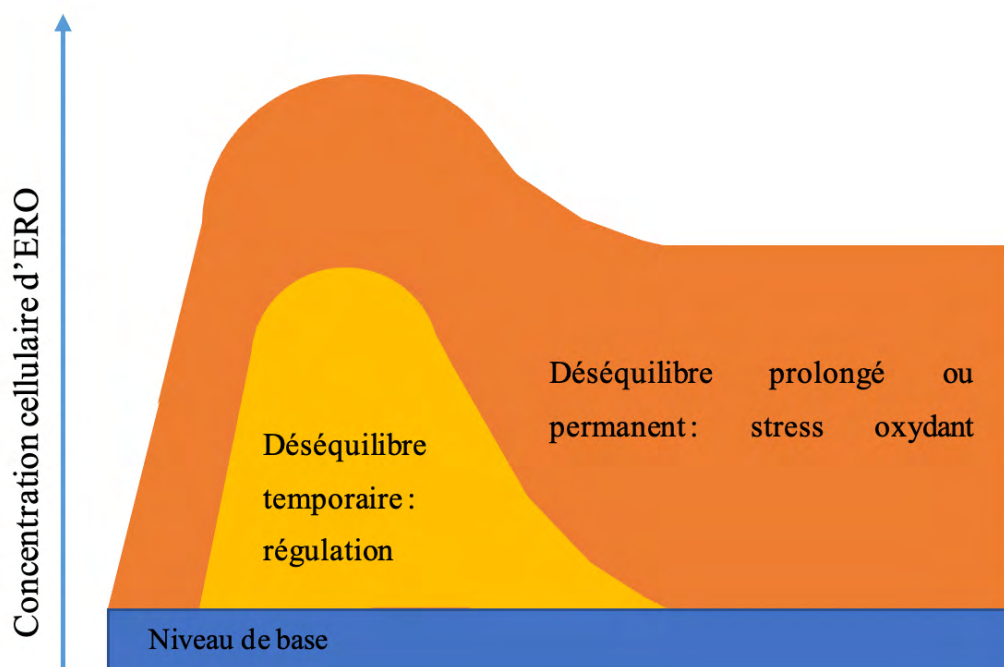 Concentration cellulaire d’ERO
Déséquilibre prolongé ou
permanent : stress oxydant
Déséquilibre
temporaire :
régulation
Niveau de base